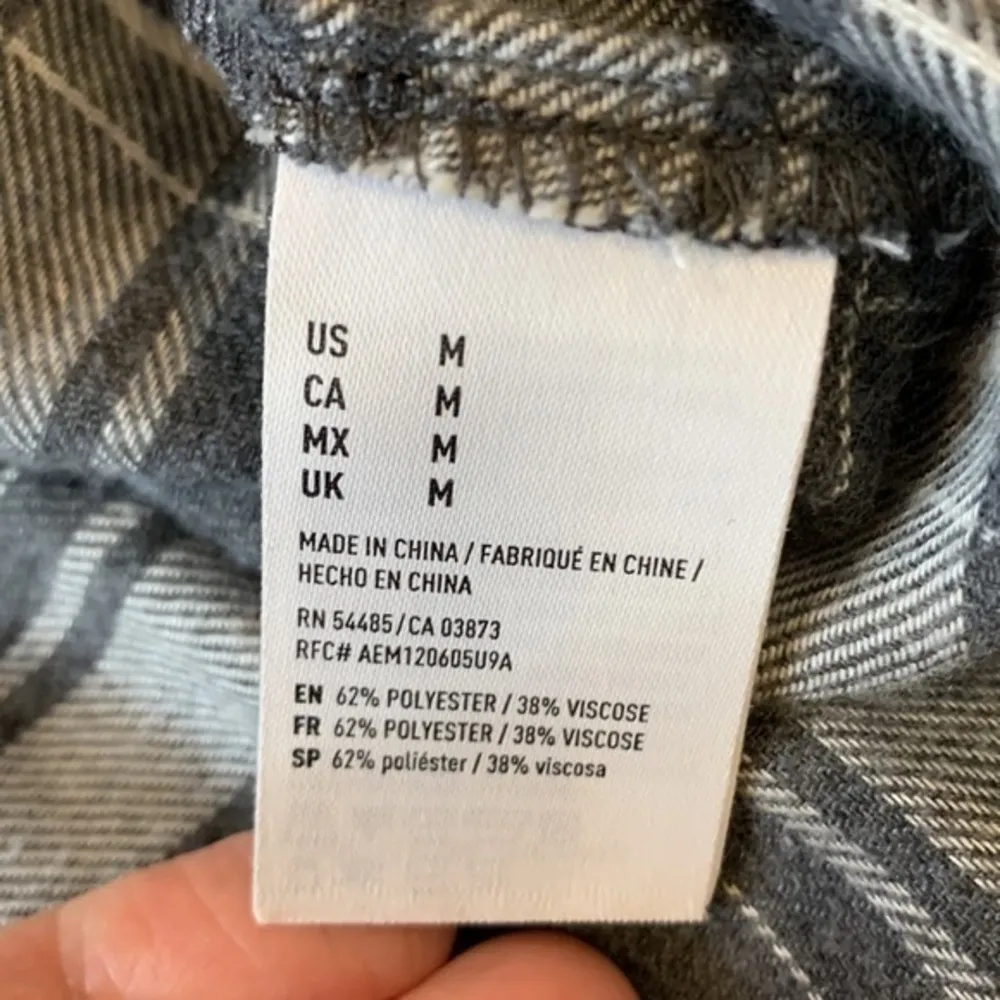 US M
CA M
MX M
UK M
MADE IN CHINA / FABRIQUÉ EN CHINE /
HECHO EN CHINA
RN 54485/CA 03873
RFC# AEM120605U9A
EN 62% POLYESTER / 38% VISCOSE
FR 62% POLYESTER / 38% VISCOSE
SP 62% poliéster / 38% viscosa